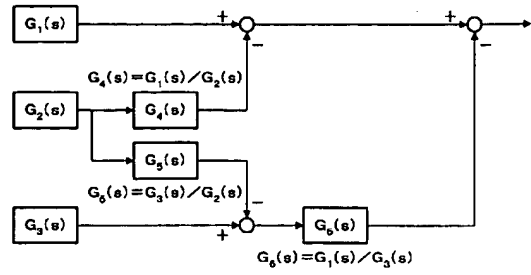 G₁(s)
+
−
+
−
G₄(s)=G₁(s)/G₂(s)
G₂(s)
G₄(s)
G₅(s)
G₅(s)=G₃(s)/G₂(s)
−
G₃(s)
+
G₆(s)
G₆(s)=G₁(s)/G₃(s)